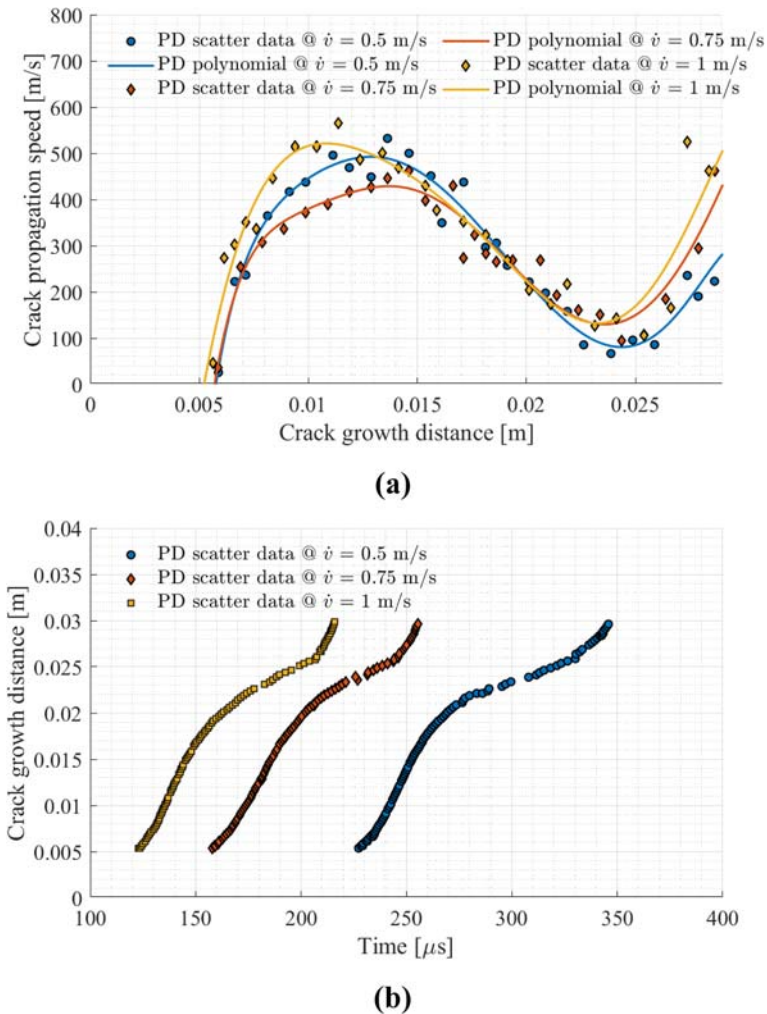 800
700
600
500
400
300
200
100
0
Crack propagation speed [m/s]
PD scatter data @ v̇ = 0.5 m/s
PD polynomial @ v̇ = 0.5 m/s
PD scatter data @ v̇ = 0.75 m/s
PD polynomial @ v̇ = 0.75 m/s
PD scatter data @ v̇ = 1 m/s
PD polynomial @ v̇ = 1 m/s
0 0.005 0.01 0.015 0.02 0.025
Crack growth distance [m]
(a)
0.04
0.035
0.03
0.025
0.02
0.015
0.01
0.005
0
Crack growth distance [m]
PD scatter data @ v̇ = 0.5 m/s
PD scatter data @ v̇ = 0.75 m/s
PD scatter data @ v̇ = 1 m/s
100 150 200 250 300 350 400
Time [μs]
(b)